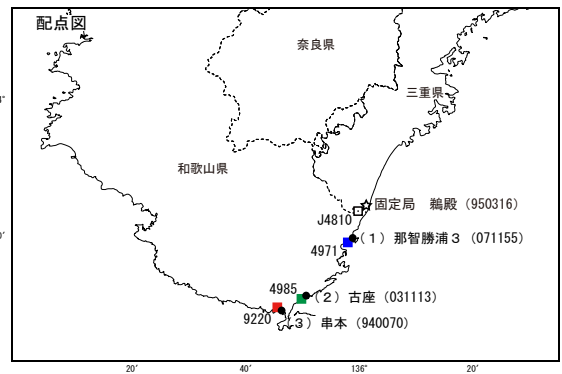 配点図
奈良県
三重県
和歌山県
固定局 鵜殿（950316）
J4810
（１）那智勝浦３（071155）
4971
4985
（２）古座（031113）
9220
３）串本（940070）
20′
40′
136°
20′